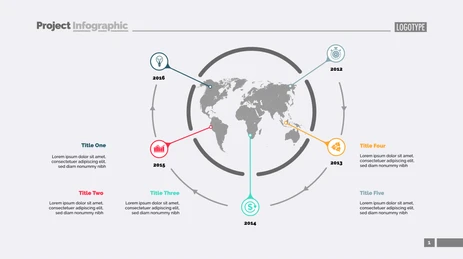 Project Infographic
LOGOTYPE
2016
2012
2015
2013
2014
Title One
Lorem ipsum dolor sit amet,
consectetuer adipiscing elit,
sed diam nonummy nibh
Title Two
Lorem ipsum dolor sit amet,
consectetuer adipiscing elit,
sed diam nonummy nibh
Title Three
Lorem ipsum dolor sit amet,
consectetuer adipiscing elit,
sed diam nonummy nibh
Title Four
Lorem ipsum dolor sit amet,
consectetuer adipiscing elit,
sed diam nonummy nibh
Title Five
Lorem ipsum dolor sit amet,
consectetuer adipiscing elit,
sed diam nonummy nibh
1